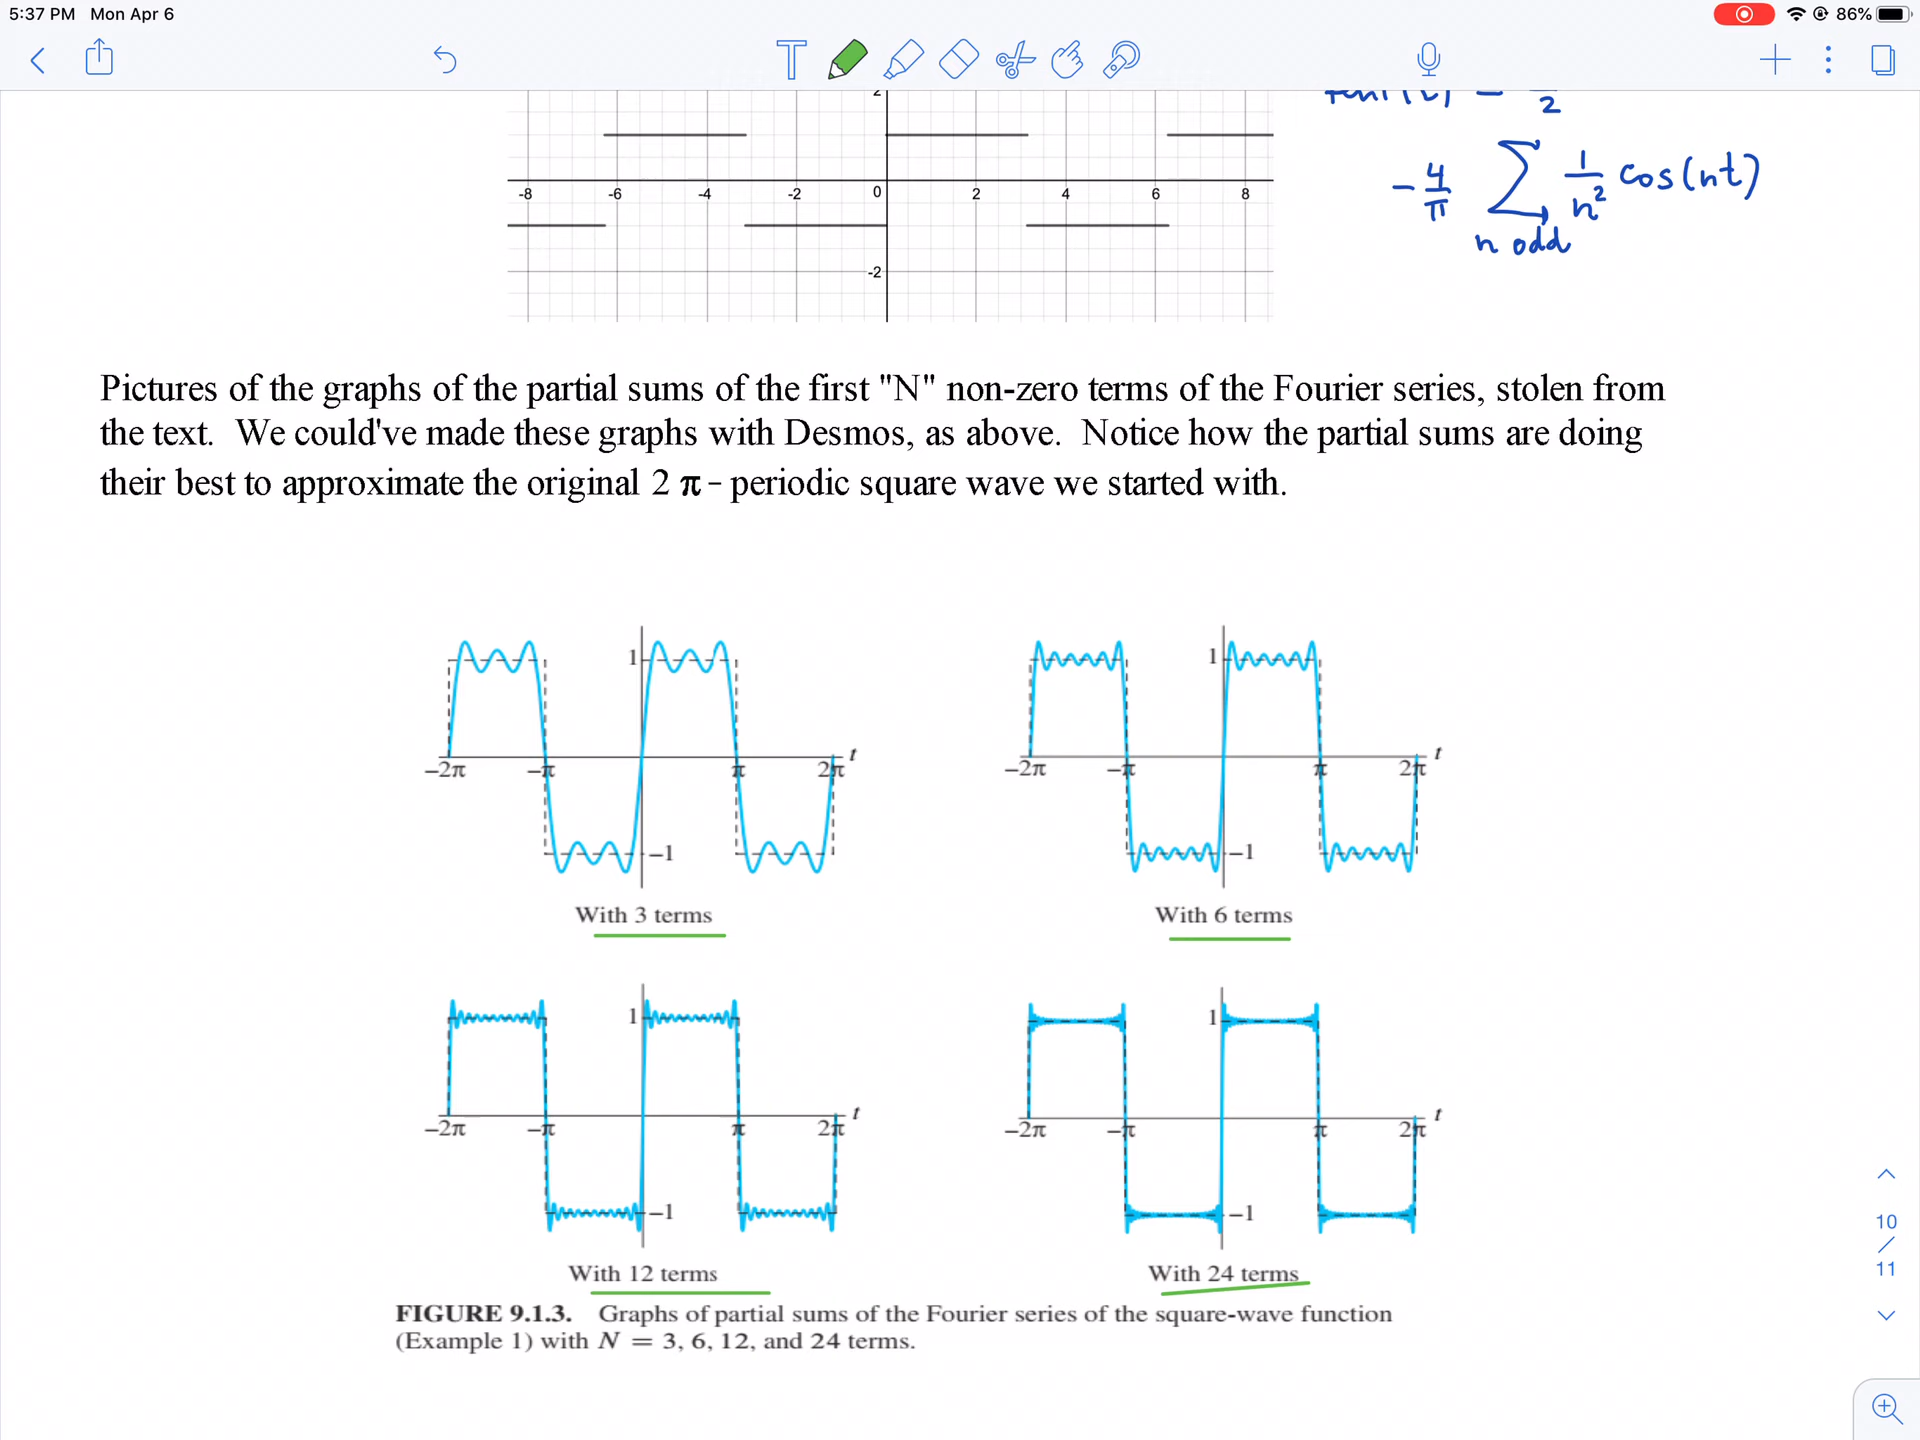 5:37 PM Mon Apr 6
86%
T
2
-8 -6 -4 -2 0 2 4 6 8
-2
2
- 4/π Σ 1/n² cos(nt)
n odd
Pictures of the graphs of the partial sums of the first "N" non-zero terms of the Fourier series, stolen from
the text. We could've made these graphs with Desmos, as above. Notice how the partial sums are doing
their best to approximate the original 2 π - periodic square wave we started with.
1
t
−2π −π π 2π
−1
With 3 terms
1
t
−2π −π π 2π
−1
With 6 terms
1
t
−2π −π π 2π
−1
With 12 terms
1
t
−2π −π π 2π
−1
With 24 terms
FIGURE 9.1.3. Graphs of partial sums of the Fourier series of the square-wave function
(Example 1) with N = 3, 6, 12, and 24 terms.
10
/
11